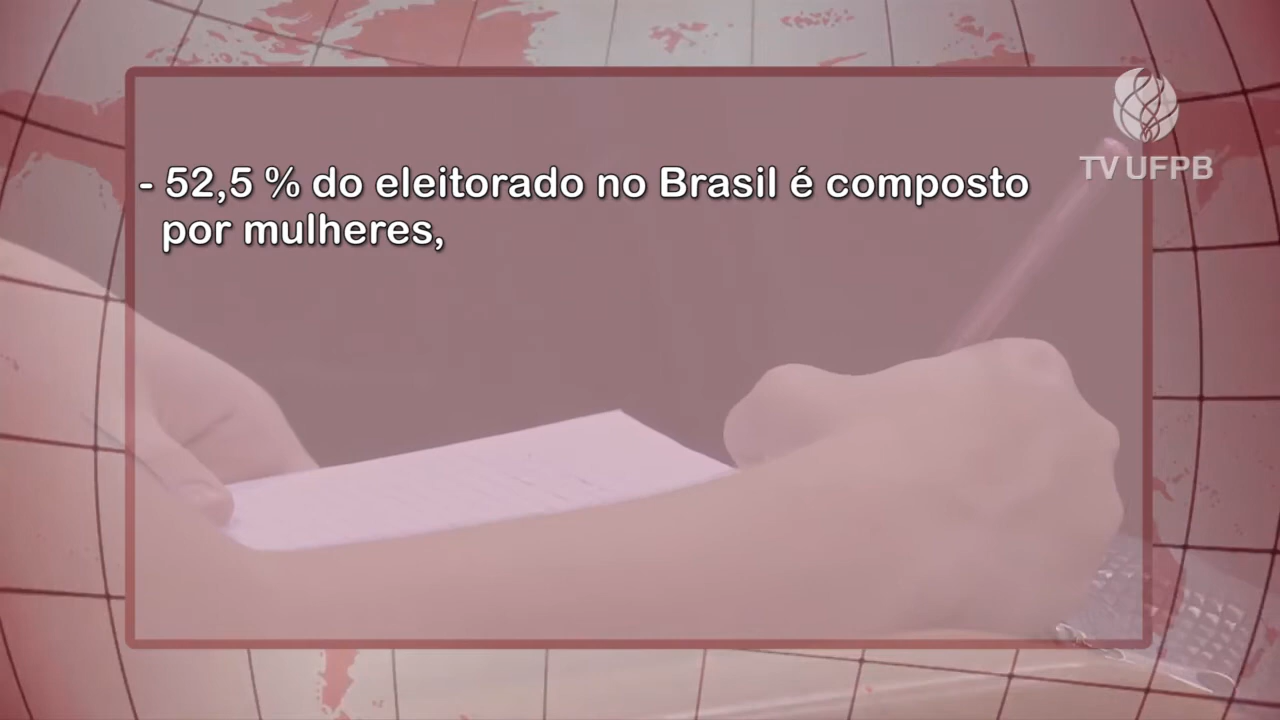 - 52,5 % do eleitorado no Brasil é composto
por mulheres,
TV UFPB